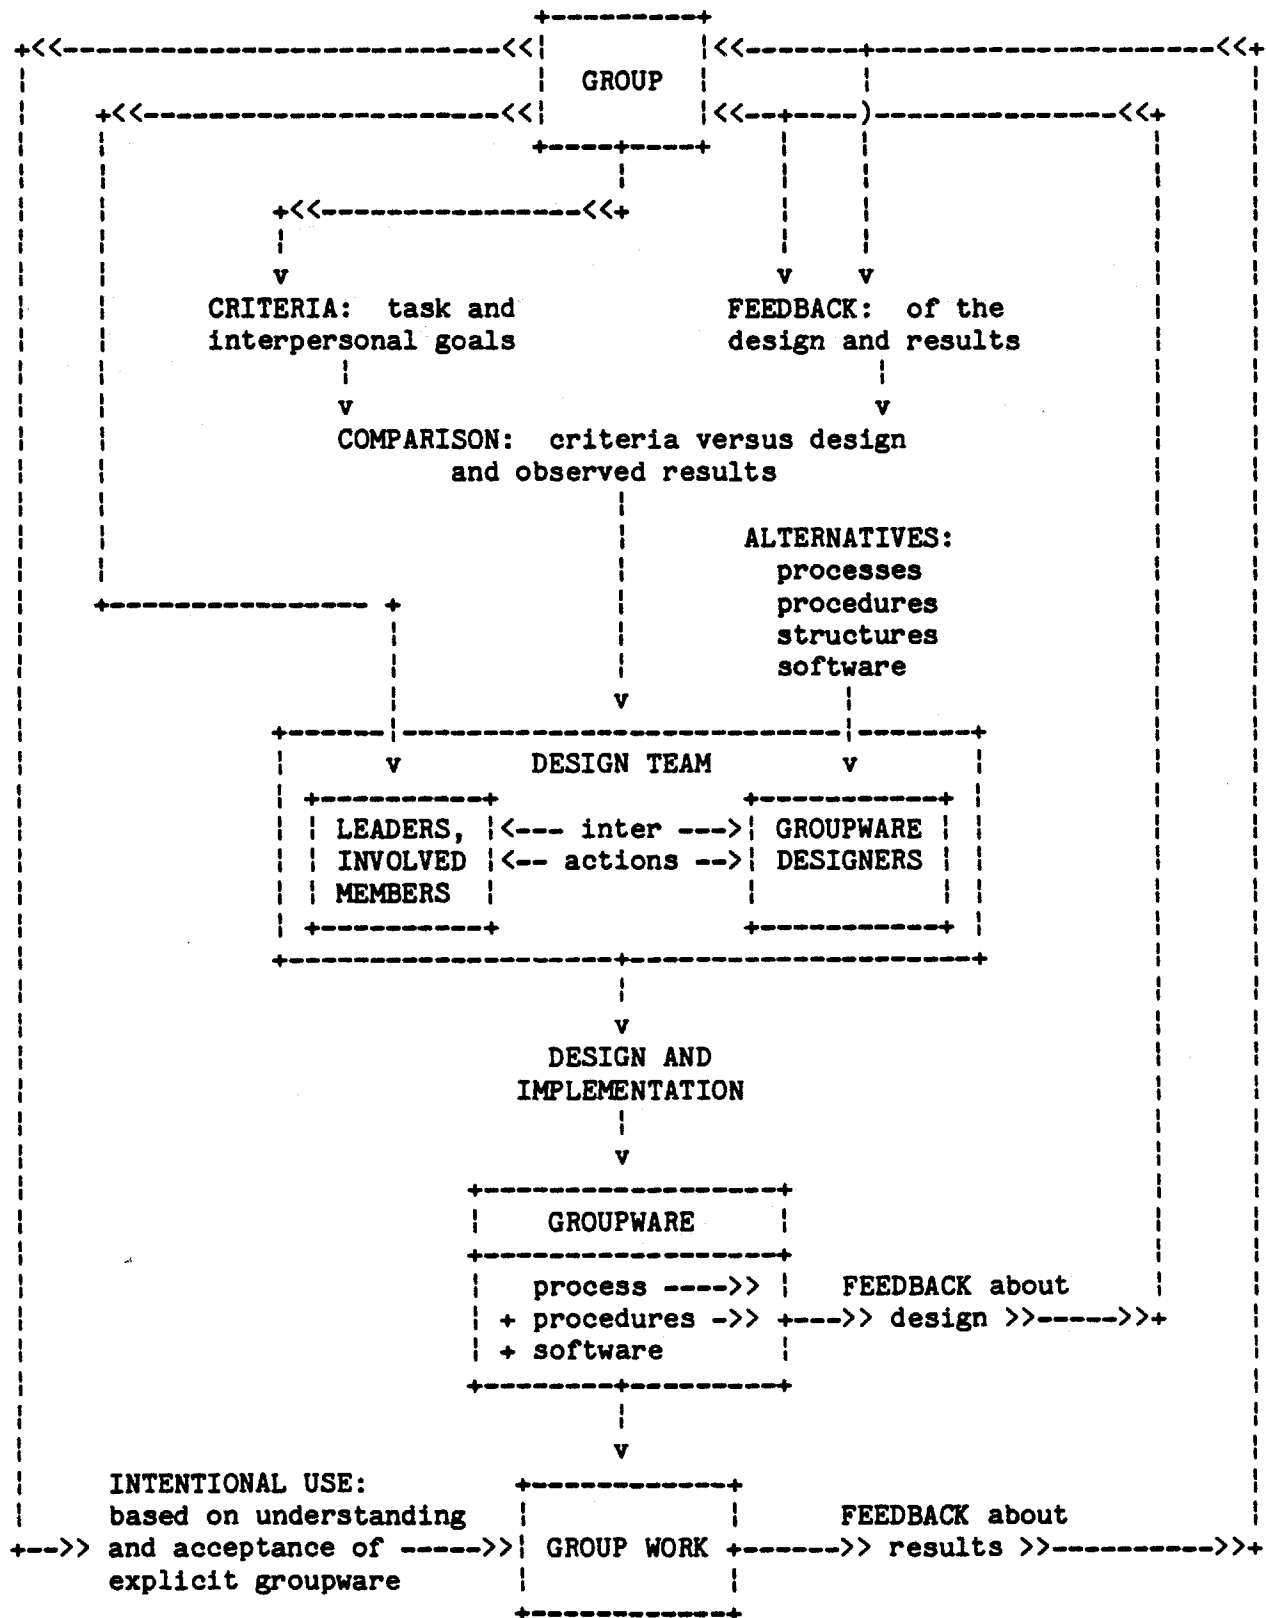 GROUP
CRITERIA: task and
interpersonal goals
FEEDBACK: of the
design and results
COMPARISON: criteria versus design
and observed results
ALTERNATIVES:
processes
procedures
structures
software
DESIGN TEAM
LEADERS,
INVOLVED
MEMBERS
<--- inter --->
<-- actions -->
GROUPWARE
DESIGNERS
DESIGN AND
IMPLEMENTATION
GROUPWARE
process ---->>
+ procedures ->>
+ software
FEEDBACK about
design
INTENTIONAL USE:
based on understanding
and acceptance of
explicit groupware
GROUP WORK
FEEDBACK about
results